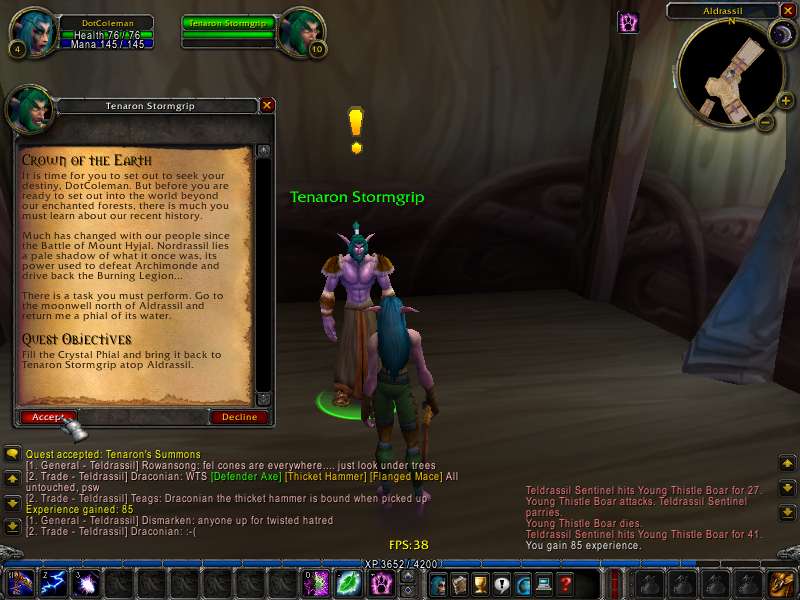 DotColeman
Health 76 / 76
Mana 145 / 145
4
Tenaron Stormgrip
10
Aldrassil
N
Tenaron Stormgrip
Crown of the Earth
It is time for you to set out to seek your
destiny, DotColeman. But before you are
ready to set out into the world beyond
our enchanted forests, there is much you
must learn about our recent history.
Much has changed with our people since
the Battle of Mount Hyjal. Nordrassil lies
a pale shadow of what it once was, its
power used to defeat Archimonde and
drive back the Burning Legion...
There is a task you must perform. Go to
the moonwell north of Aldrassil and
return me a phial of its water.
Quest Objectives
Fill the Crystal Phial and bring it back to
Tenaron Stormgrip atop Aldrassil.
Accept
Decline
Tenaron Stormgrip
Quest accepted: Tenaron's Summons
[1. General - Teldrassil] Rowansong: fel cones are everywhere.... just look under trees
[2. Trade - Teldrassil] Draconian: WTS [Defender Axe] [Thicket Hammer] [Flanged Mace] All
untouched, psw
[2. Trade - Teldrassil] Teags: Draconian the thicket hammer is bound when picked up
Experience gained: 85
[1. General - Teldrassil] Dismarken: anyone up for twisted hatred
[2. Trade - Teldrassil] Draconian: :-(
Teldrassil Sentinel hits Young Thistle Boar for 27.
Young Thistle Boar attacks. Teldrassil Sentinel
parries.
Young Thistle Boar dies.
Teldrassil Sentinel hits Young Thistle Boar for 41.
You gain 85 experience.
FPS:38
XP 3652 / 4200
2
3